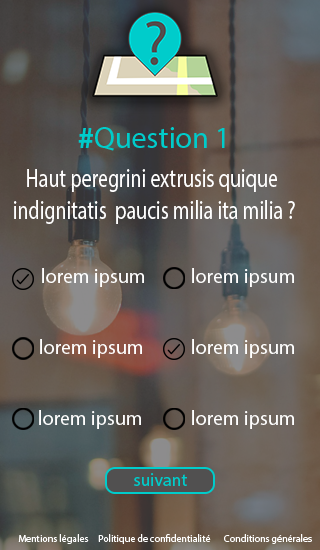 ?
#Question 1
Haut peregrini extrusis quique
indignitatis paucis milia ita milia ?
lorem ipsum lorem ipsum
lorem ipsum lorem ipsum
lorem ipsum lorem ipsum
suivant
Mentions légales Politique de confidentialité Conditions générales